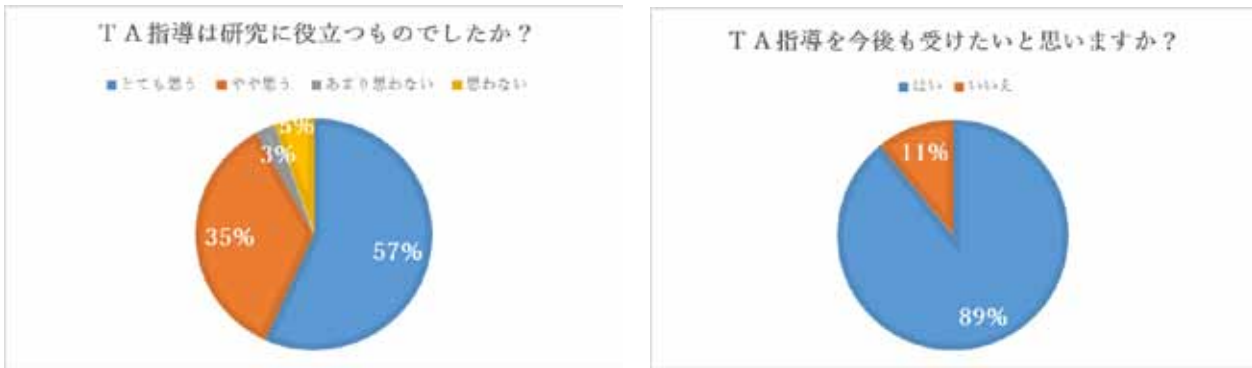 ＴＡ指導は研究に役立つものでしたか？
とても思う やや思う あまり思わない 思わない
5%
3%
35%
57%
ＴＡ指導を今後も受けたいと思いますか？
はい いいえ
11%
89%